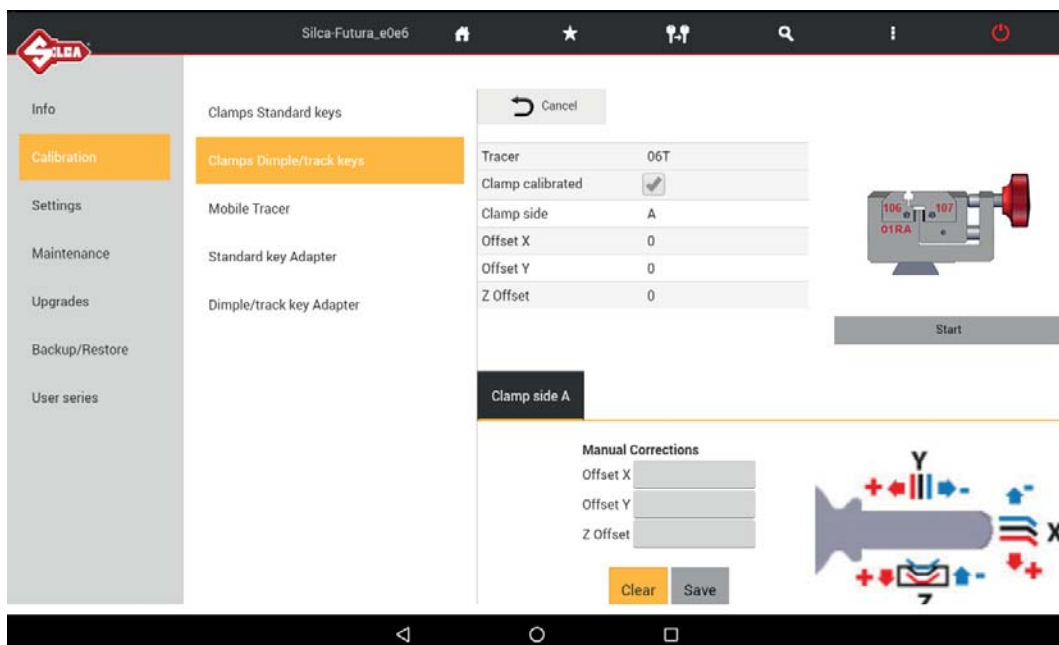 SILCA
Silca-Futura_e0e6
Info
Calibration
Settings
Maintenance
Upgrades
Backup/Restore
User series
Clamps Standard keys
Clamps Dimple/track keys
Mobile Tracer
Standard key Adapter
Dimple/track key Adapter
Cancel
Tracer 06T
Clamp calibrated
Clamp side A
Offset X 0
Offset Y 0
Z Offset 0
106 107
01RA
Start
Clamp side A
Manual Corrections
Offset X
Offset Y
Z Offset
Clear Save
Y
+ -
-
X
+
+ -
Z